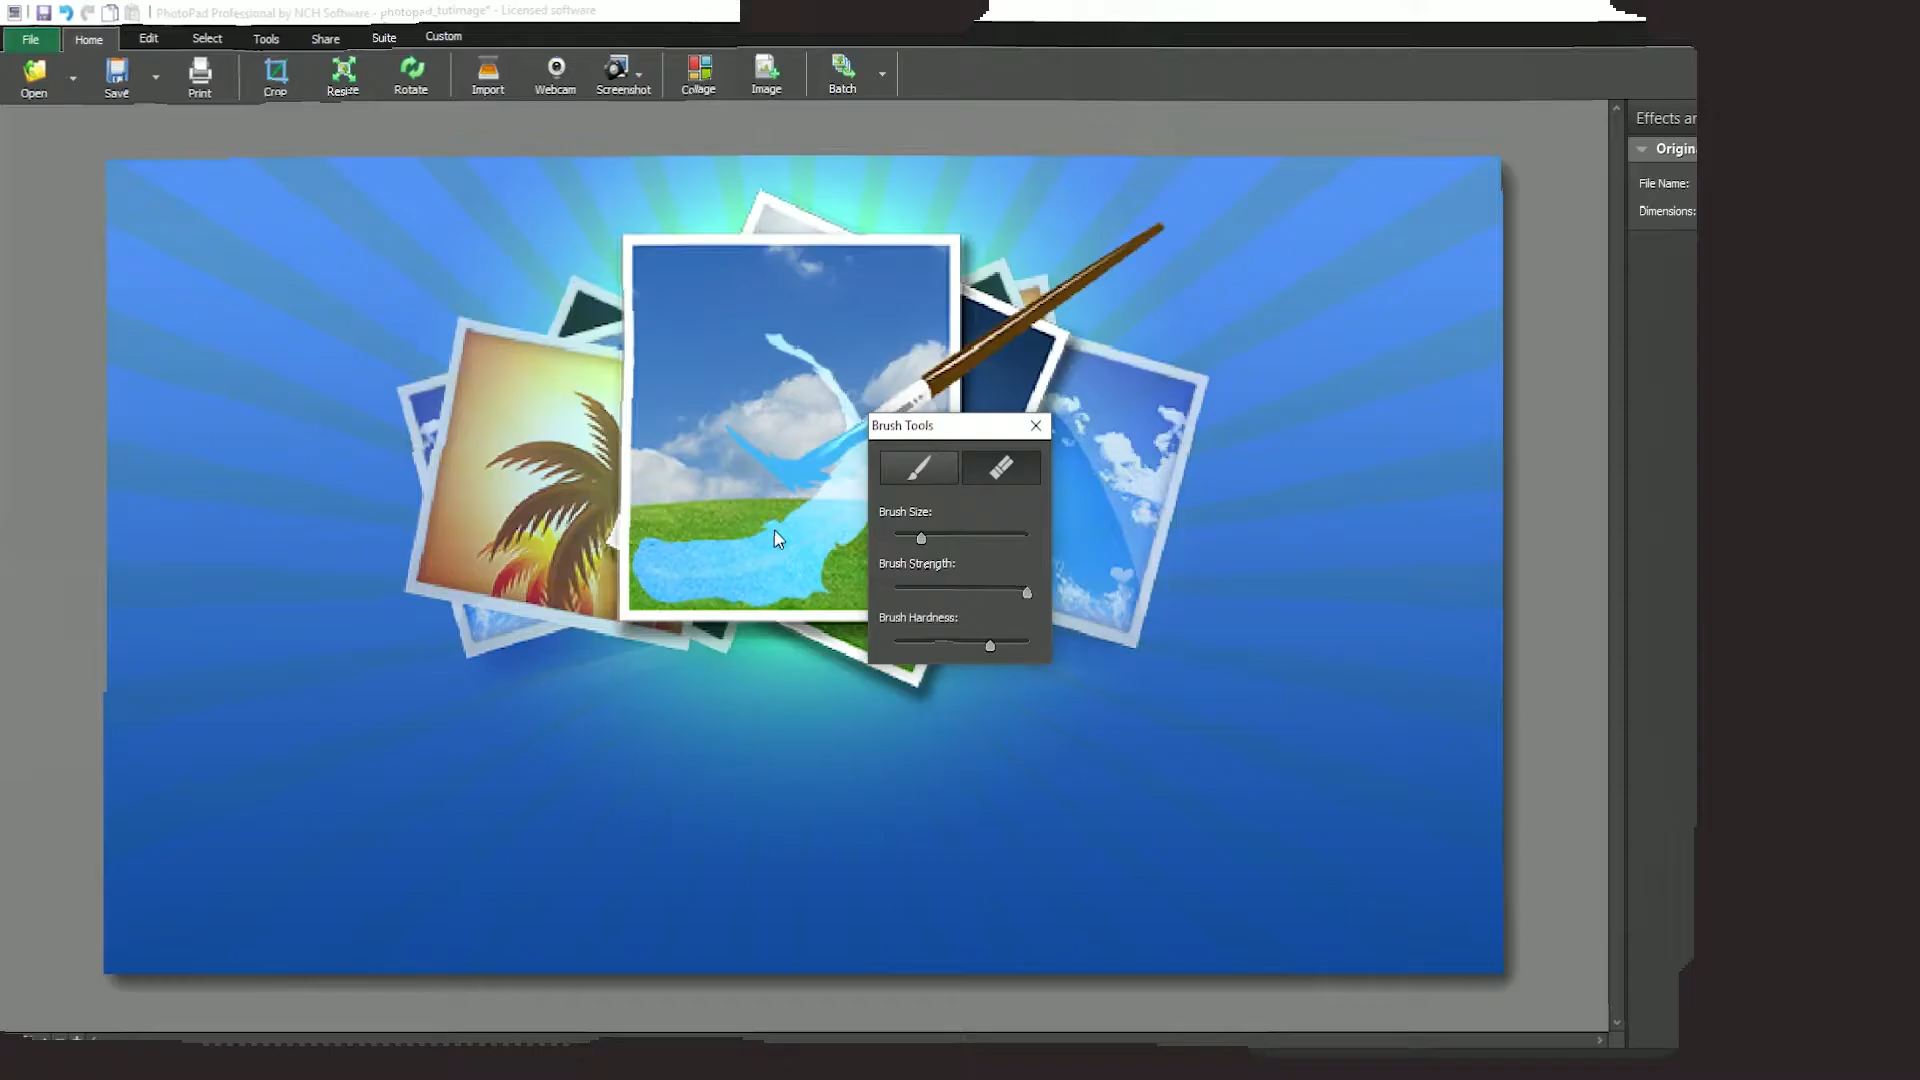 PhotoPad Professional by NCH Software - photopad_tutimage* - Licensed software
File Home Edit Select Tools Share Suite Custom
Open Save Print Crop Resize Rotate Import Webcam Screenshot Collage Image Batch
Effects
File Name:
Dimensions:
Brush Tools
Brush Size:
Brush Strength:
Brush Hardness: